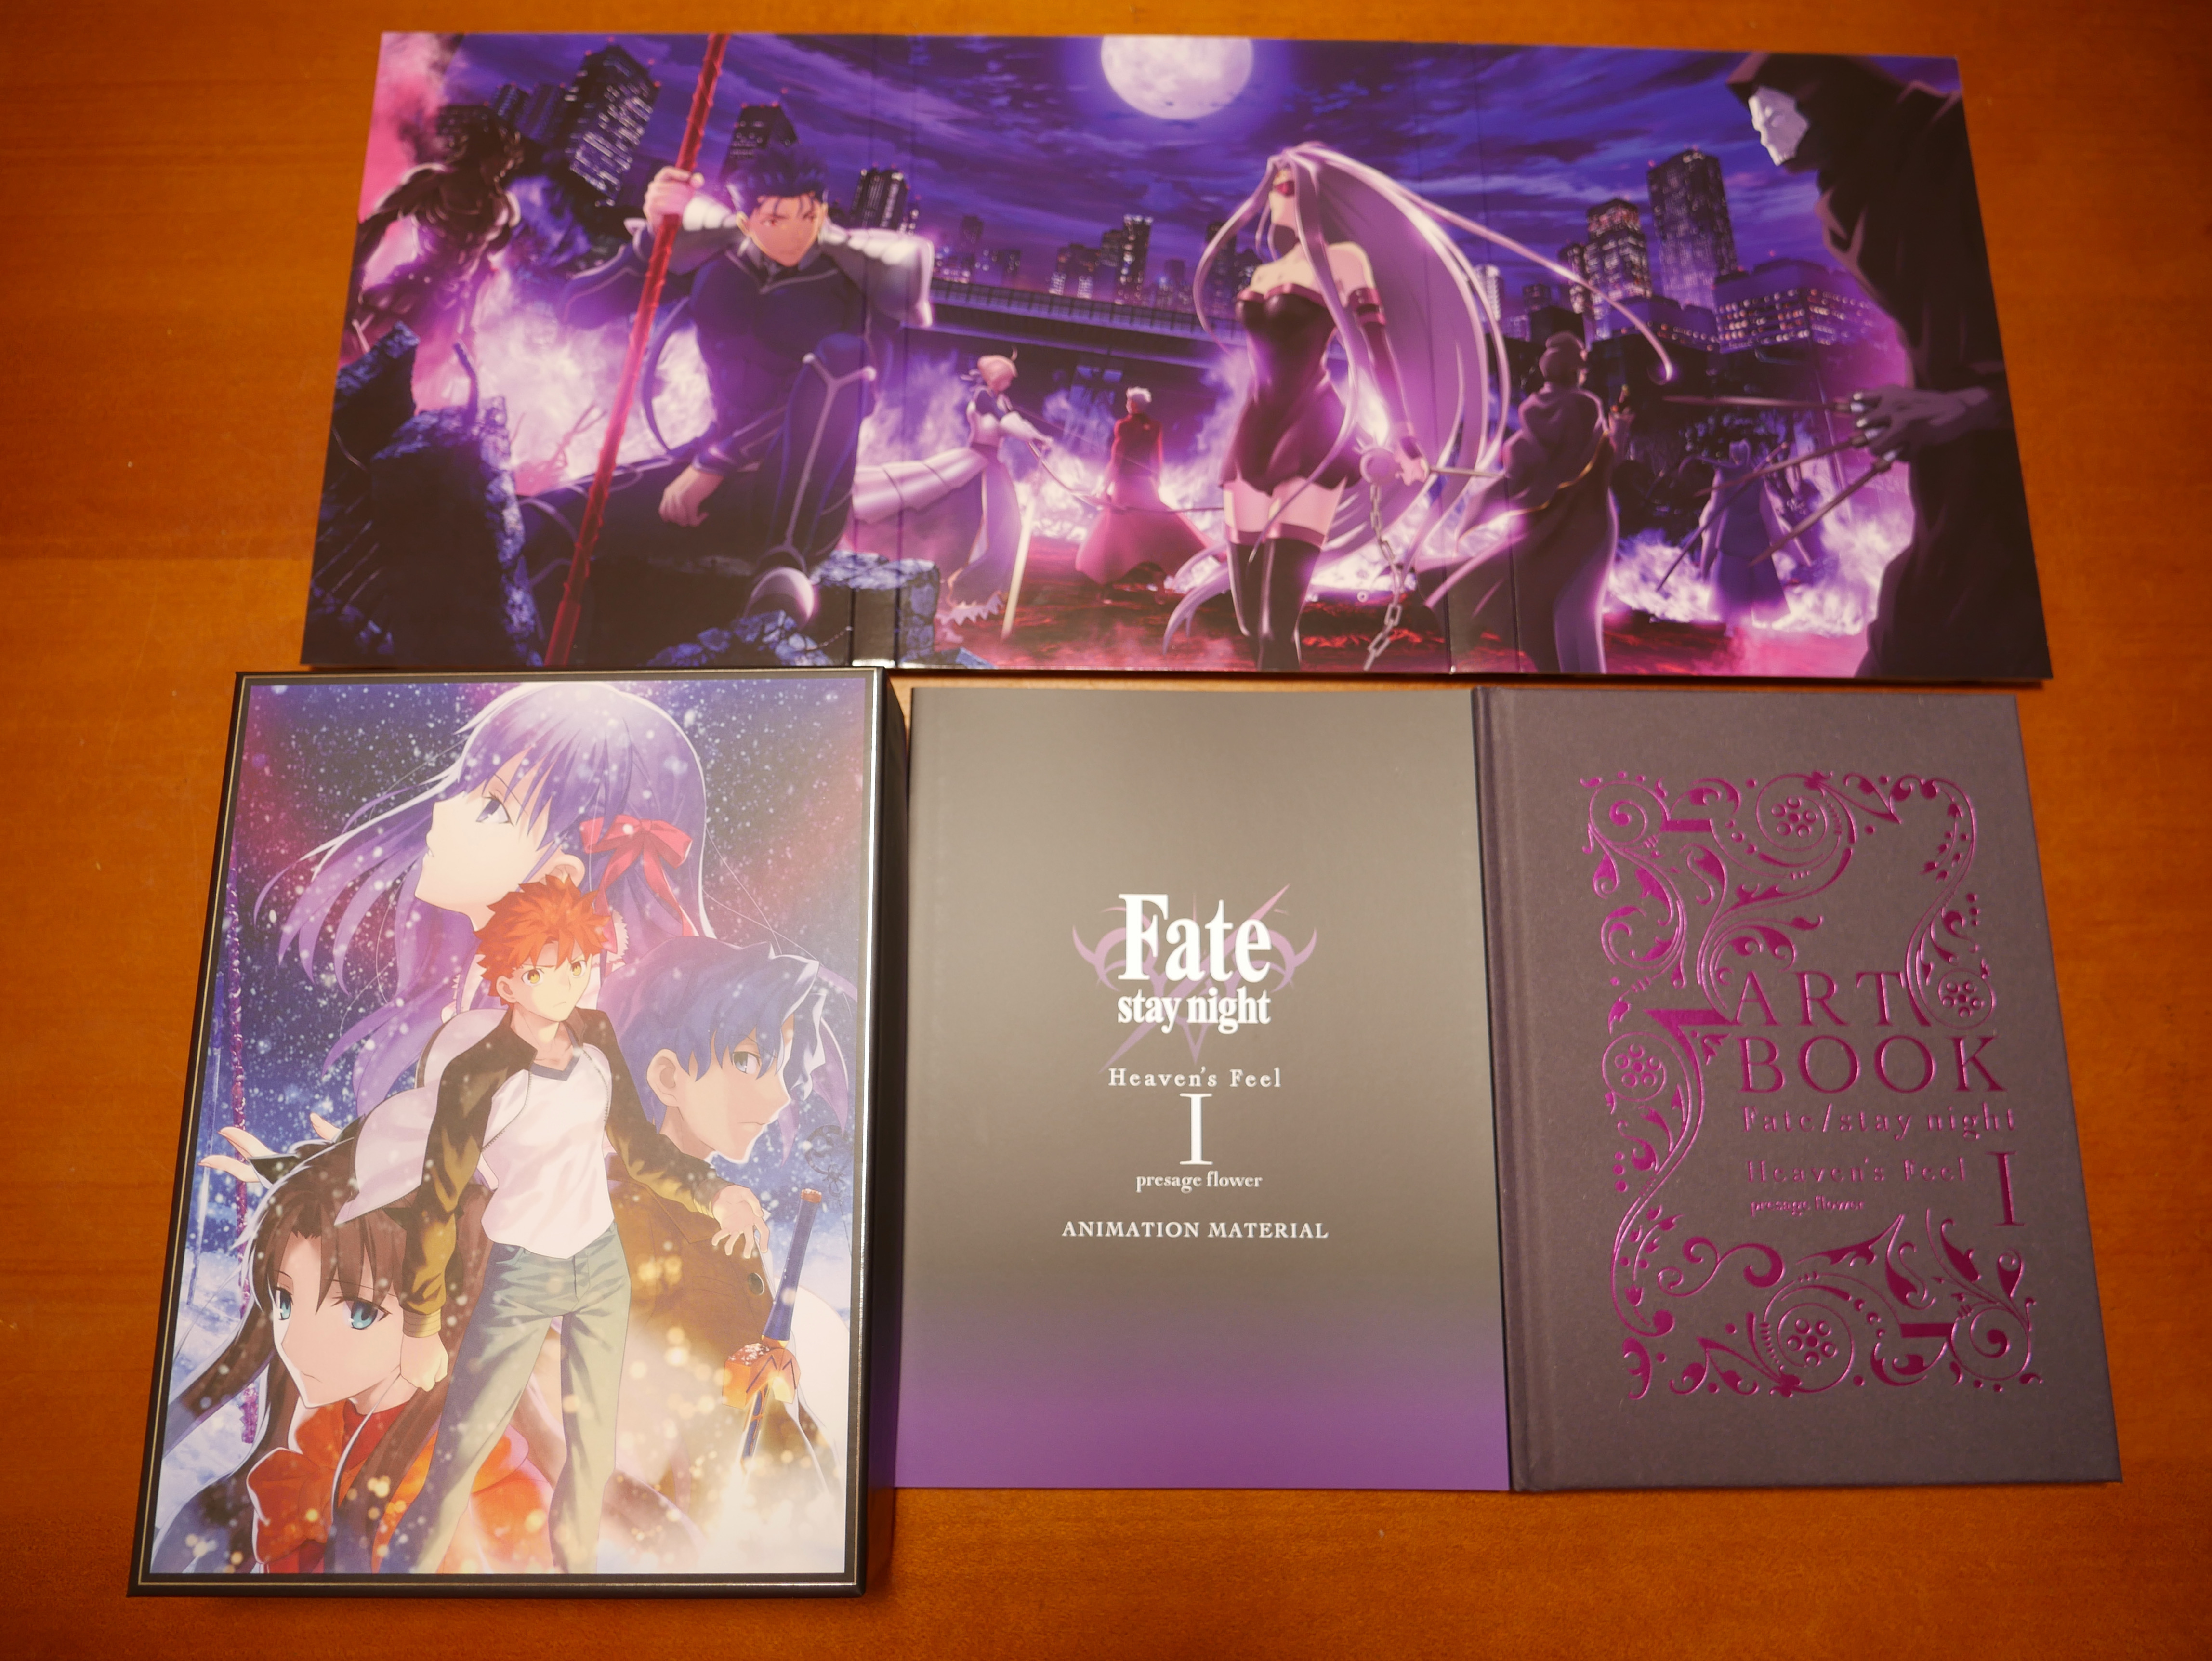 Fate
stay night
Heaven's Feel
I
presage flower
ANIMATION MATERIAL
ART
BOOK
Fate/stay night
Heaven's Feel
I
presage flower